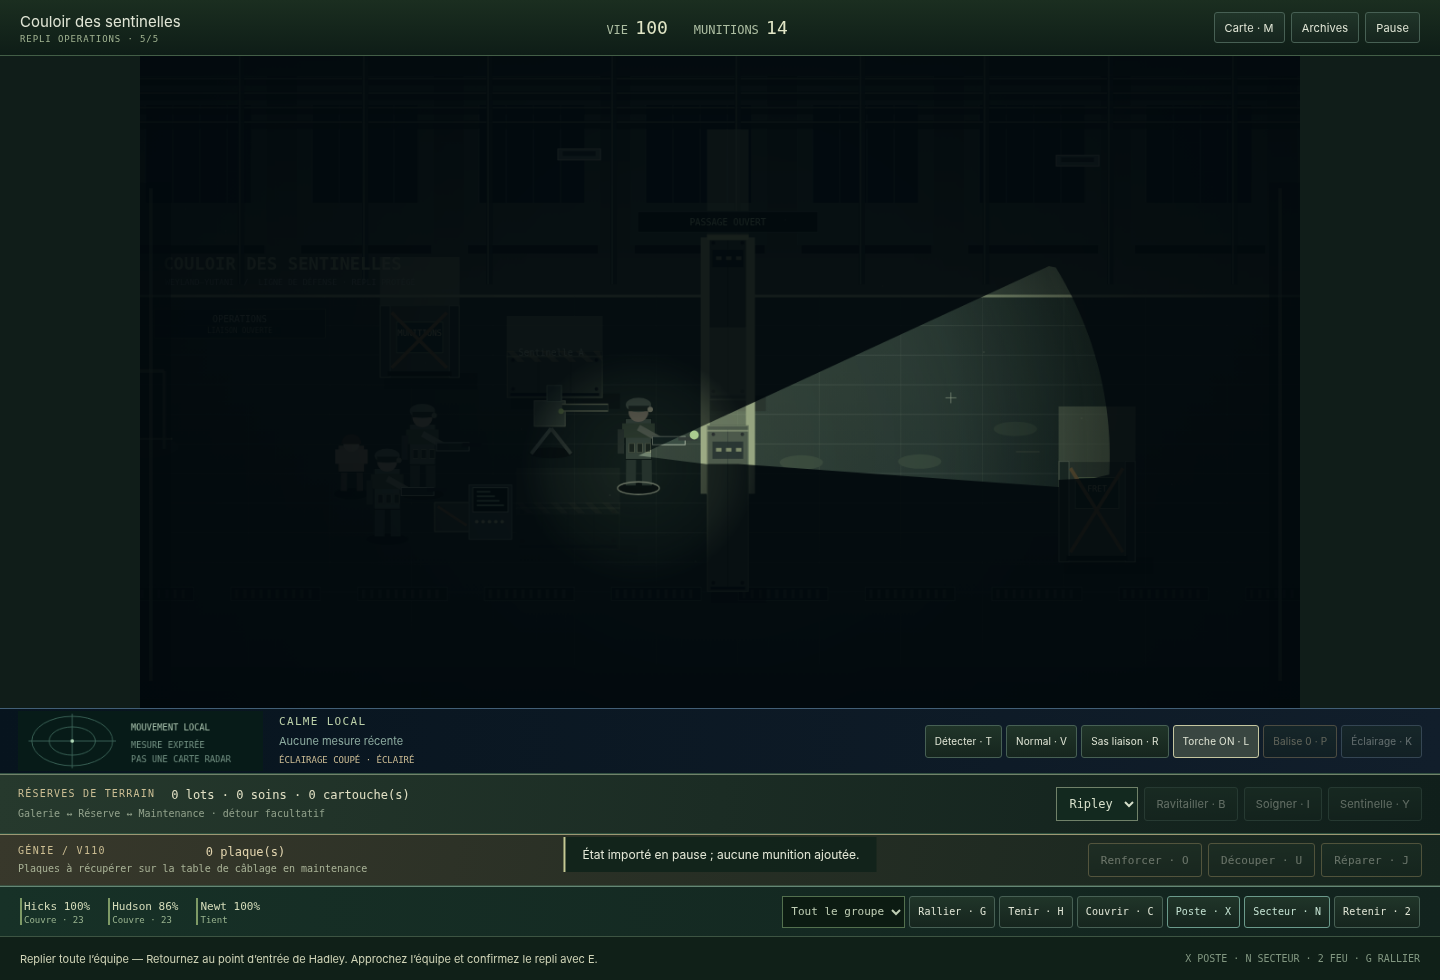 Couloir des sentinelles
REPLI OPERATIONS · 5/5
VIE 100 MUNITIONS 14
Carte · M
Archives
Pause
PASSAGE OUVERT
COULOIR DES SENTINELLES
OPERATIONS
SENTINELLE A
MOUVEMENT LOCAL
MESURE EXPIRÉE
PAS UNE CARTE RADAR
CALME LOCAL
Aucune mesure récente
ÉCLAIRAGE COUPÉ · ÉCLAIRÉ
Détecter · T
Normal · V
Sas liaison · R
Torche ON · L
Balise 0 · P
Éclairage · K
RÉSERVES DE TERRAIN 0 lots · 0 soins · 0 cartouche(s)
Galerie ↔ Réserve ↔ Maintenance · détour facultatif
Ripley
Ravitailler · B
Soigner · I
Sentinelle · Y
GÉNIE / V110 0 plaque(s)
Plaques à récupérer sur la table de câblage en maintenance
État importé en pause ; aucune munition ajoutée.
Renforcer · O
Découper · U
Réparer · J
Hicks 100%
Couvre · 23
Hudson 86%
Couvre · 23
Newt 100%
Tient
Tout le groupe
Rallier · G
Tenir · H
Couvrir · C
Poste · X
Secteur · N
Retenir · 2
Replier toute l'équipe — Retournez au point d'entrée de Hadley. Approchez l'équipe et confirmez le repli avec E.
X POSTE · N SECTEUR · 2 FEU · G RALLIER